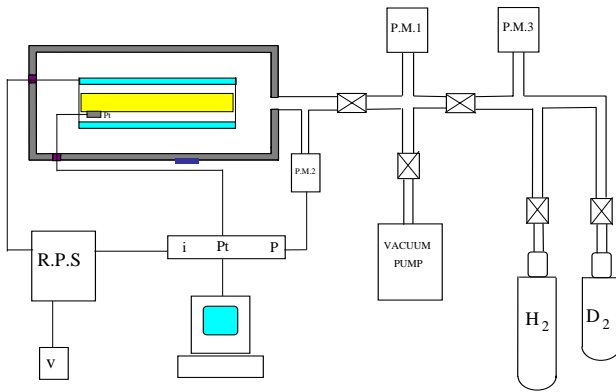 P.M.1
P.M.3
Pt
P.M.2
i Pt P
R.P.S
VACUUM
PUMP
H2
D2
v